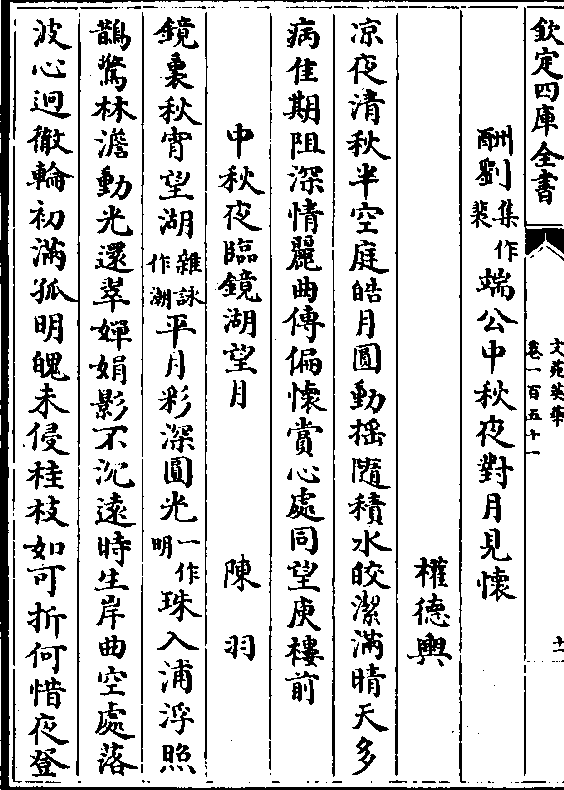 欽定四庫全書
文苑英華
卷一百五十一
十一
酬劉集作裴端公中秋夜對月見懷
權德輿
凉夜清秋半空庭皓月圓動揺隨積水皎潔滿晴天多
病佳期阻深情麗曲傳偏懷賞心處同望庾樓前
中秋夜臨鏡湖望月
陳羽
鏡裏秋宵望湖雜詠作潮平月彩深圓光一作明珠入浦浮照
鵲驚林澹動光還翠嬋娟影不沉遠時生岸曲空處落
波心迥徹輪初滿孤明魄未侵桂枝如可折何惜夜登